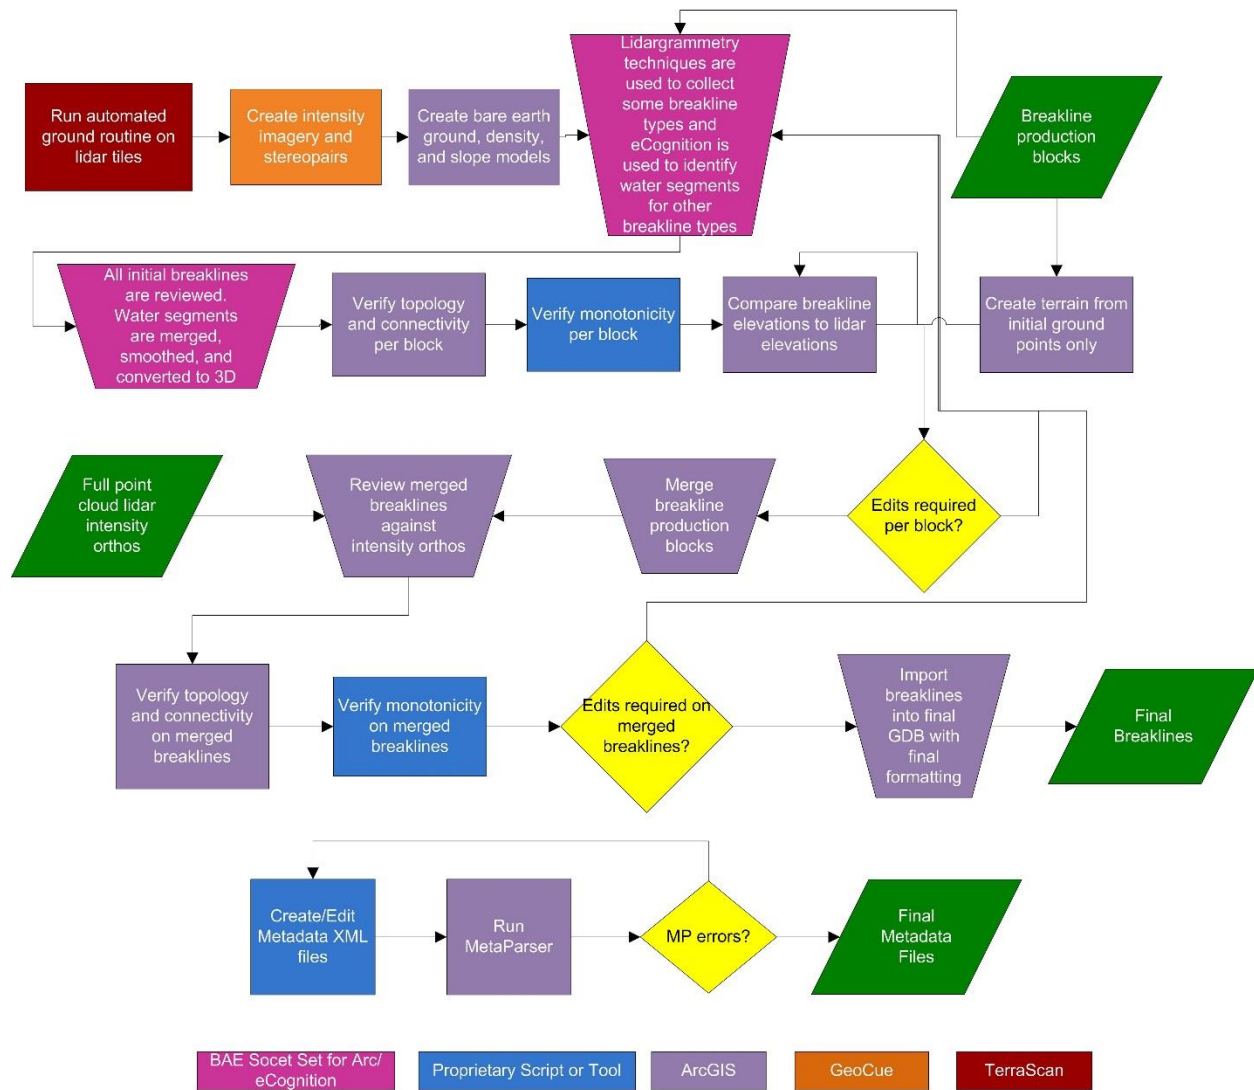 Run automated
ground routine on
lidar tiles
Create intensity
imagery and
stereopairs
Create bare earth
ground, density,
and slope models
Lidargrammetry
techniques are
used to collect
some breakline
types and
eCognition is
used to identify
water segments
for other
breakline types
Breakline
production
blocks
All initial breaklines
are reviewed.
Water segments
are merged,
smoothed, and
converted to 3D
Verify topology
and connectivity
per block
Verify monotonicity
per block
Compare breakline
elevations to lidar
elevations
Create terrain from
initial ground
points only
Full point
cloud lidar
intensity
orthos
Review merged
breaklines
against
intensity orthos
Merge
breakline
production
blocks
Edits required
per block?
Verify topology
and connectivity
on merged
breaklines
Verify monotonicity
on merged
breaklines
Edits required on
merged
breaklines?
Import
breaklines
into final
GDB with
final
formatting
Final
Breaklines
Create/Edit
Metadata XML
files
Run
MetaParser
MP errors?
Final
Metadata
Files
BAE Socet Set for Arc/
eCognition
Proprietary Script or Tool
ArcGIS
GeoCue
TerraScan